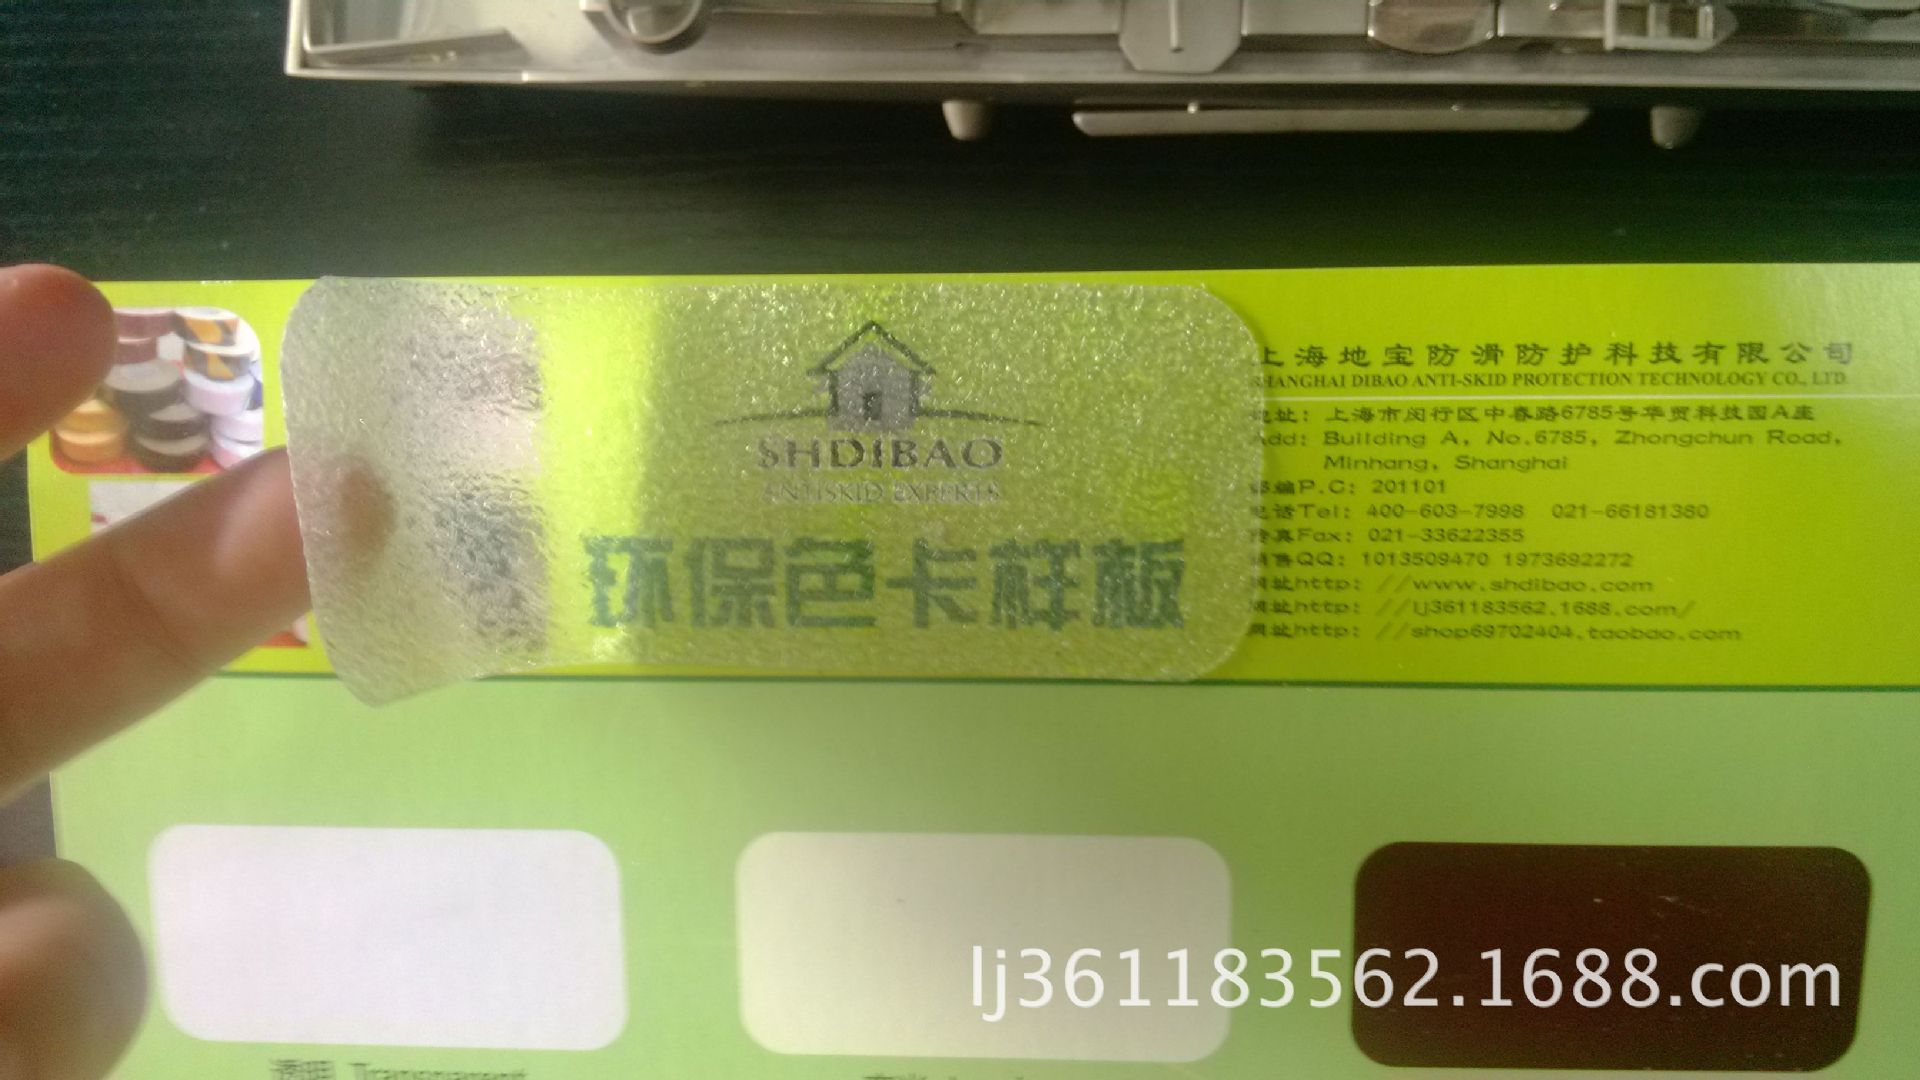 SHDIBAO
ANTISKID EXPERTS
环保色卡样板
上海地宝防滑防护科技有限公司
SHANGHAI DIBAO ANTI-SKID PROTECTION TECHNOLOGY CO., LTD
地址：上海市闵行区中春路6785号华贸科技园A座
Add: Building A, No.6785, Zhongchun Road,
Minhang, Shanghai
邮编P.C: 201101
电话Tel: 400-603-7998 021-66181380
传真Fax: 021-33622355
销售QQ: 1013509470 1973692272
网址http: //www.shdibao.com
网址http: //lj361183562.1688.com/
网址http: //shop69702404.taobao.com
lj361183562.1688.com
透明 Transparent